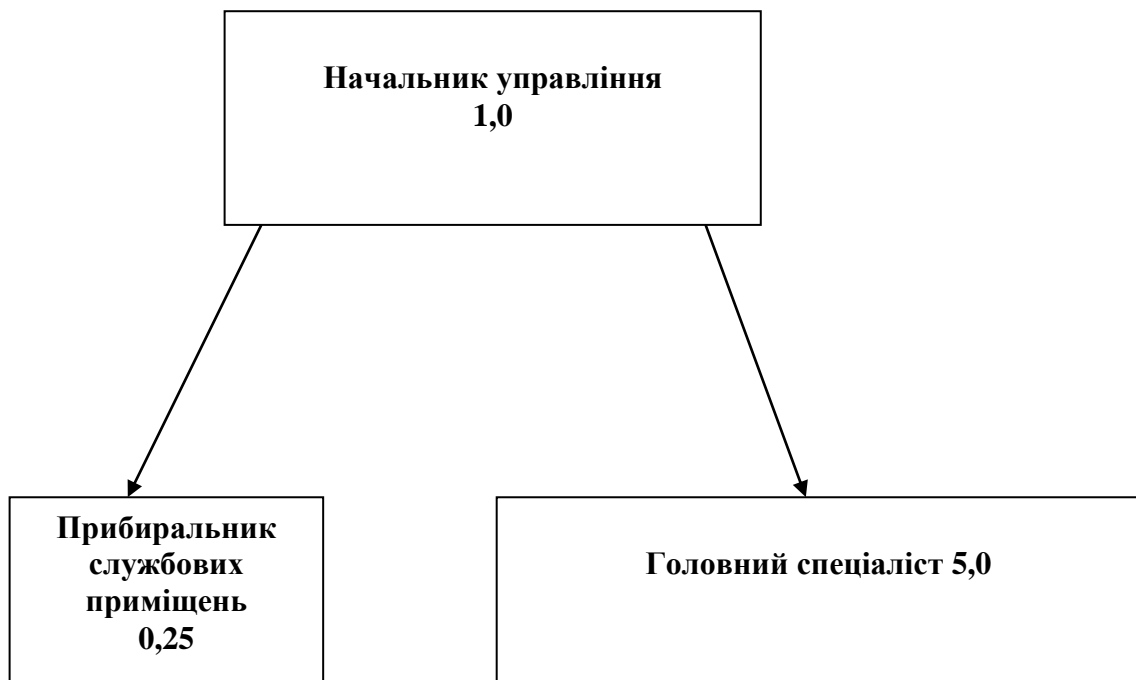 Начальник управління
1,0
Прибиральник
службових
приміщень
0,25
Головний спеціаліст 5,0